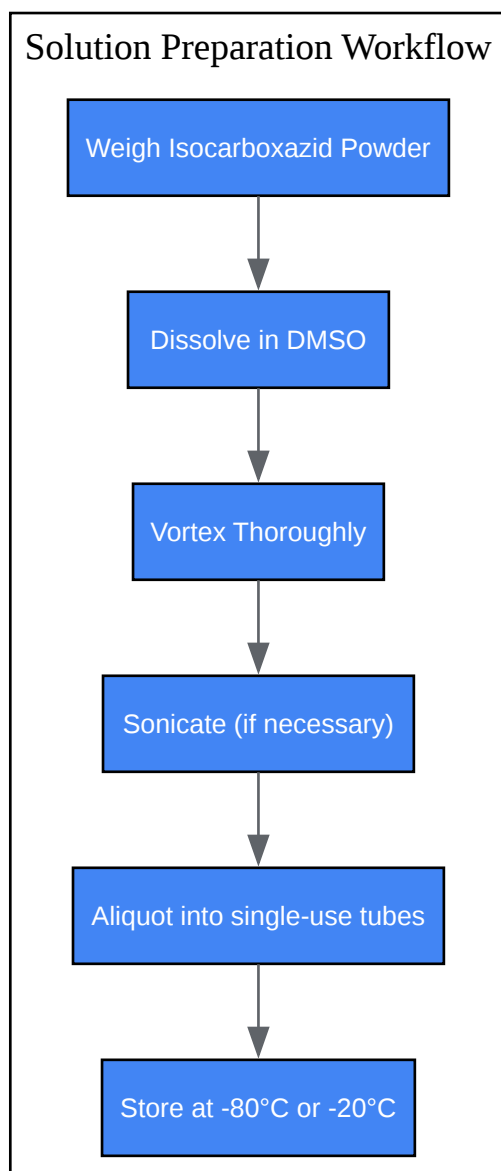 Solution Preparation Workflow
Weigh Isocarboxazid Powder
Dissolve in DMSO
Vortex Thoroughly
Sonicate (if necessary)
Aliquot into single-use tubes
Store at -80°C or -20°C